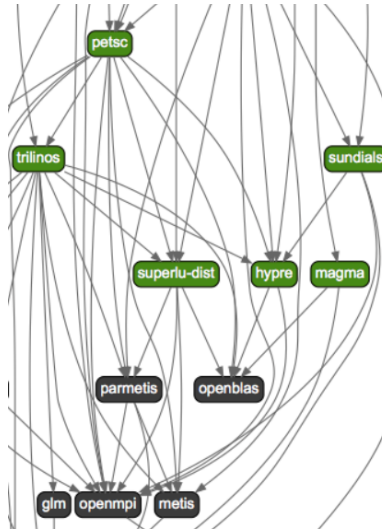 petsc
trilinos
sundials
superlu-dist
hypre
magma
parmetis
openblas
glm
openmpi
metis